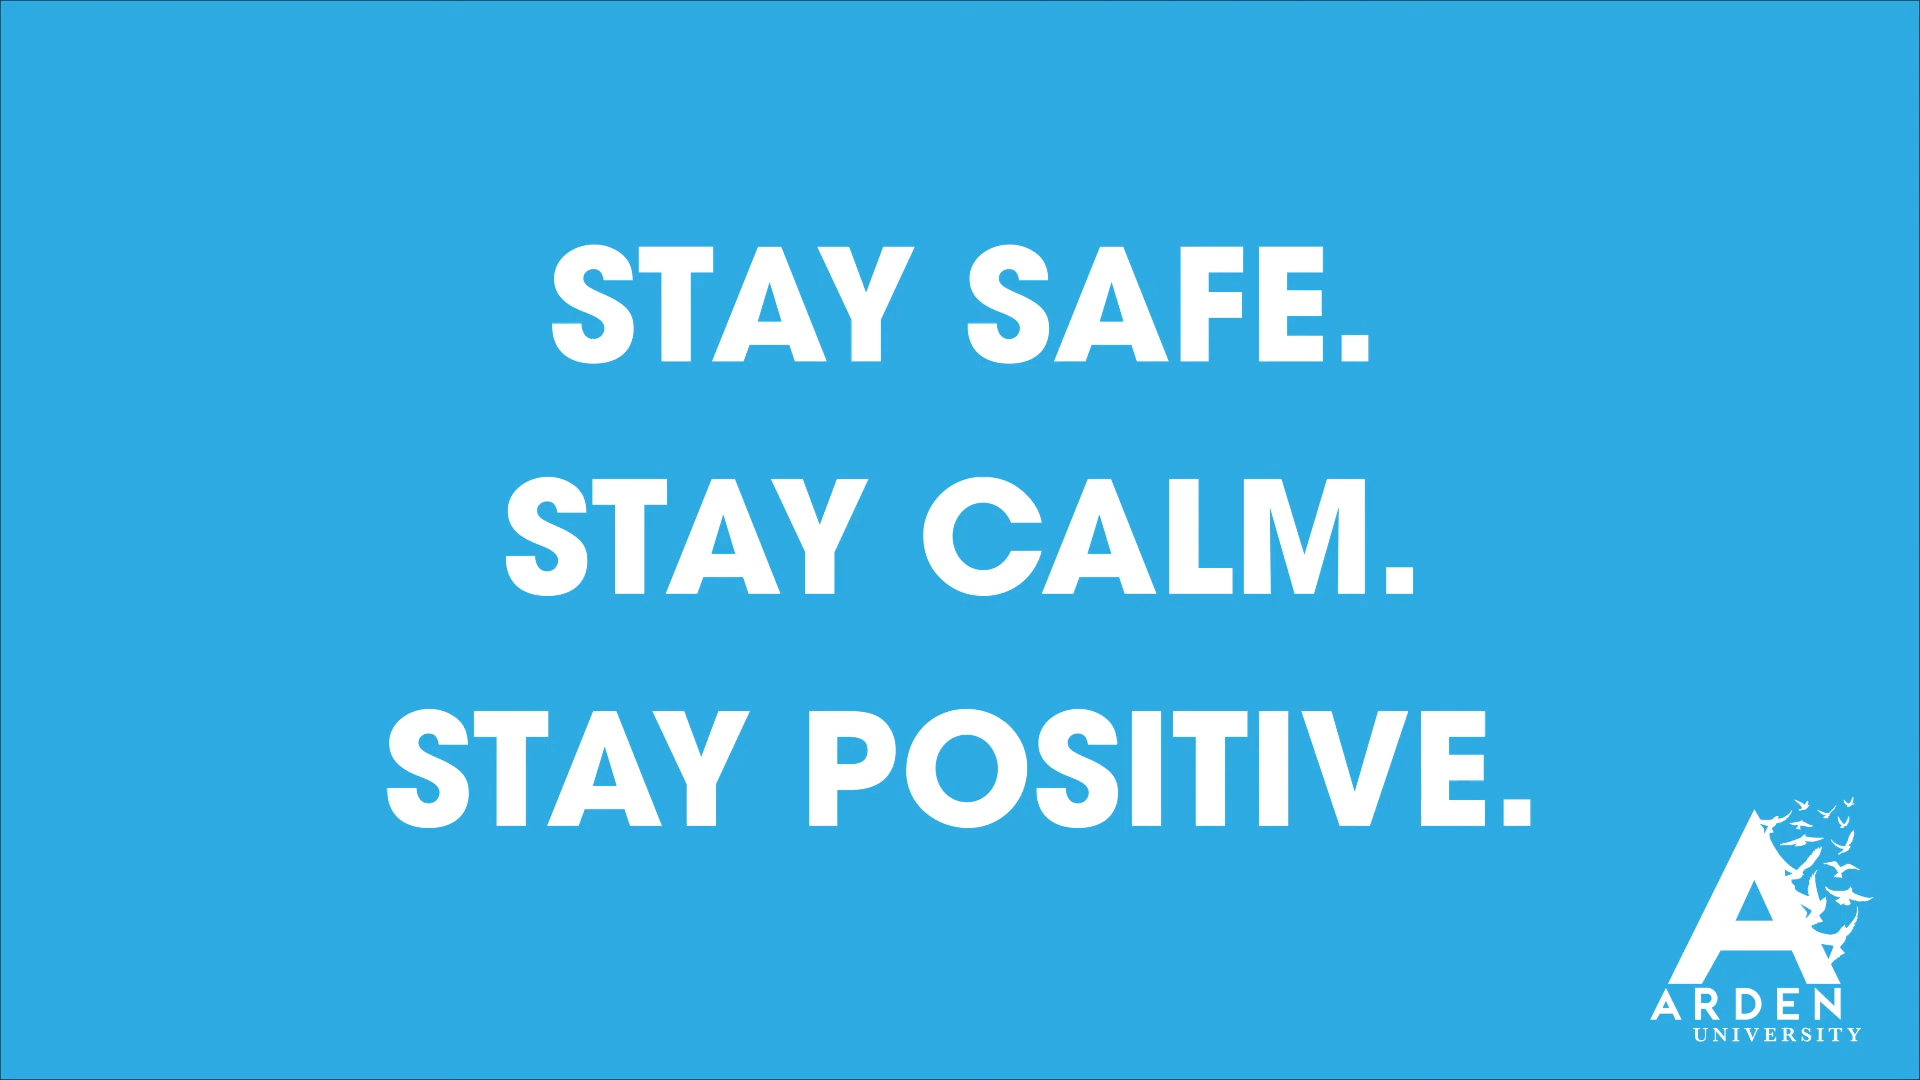 STAY SAFE.
STAY CALM.
STAY POSITIVE.
A
ARDEN
UNIVERSITY